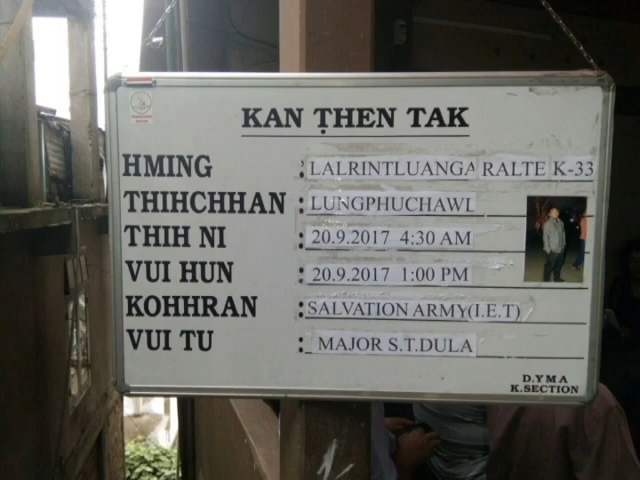 KAN ṬHEN TAK
HMING : LALRINTLUANGA RALTE K-33
THIHCHHAN : LUNGPHUCHAWL
THIH NI : 20.9.2017 4:30 AM
VUI HUN : 20.9.2017 1:00 PM
KOHHRAN : SALVATION ARMY(I.E.T)
VUI TU : MAJOR S.T.DULA
D.YMA
K.SECTION